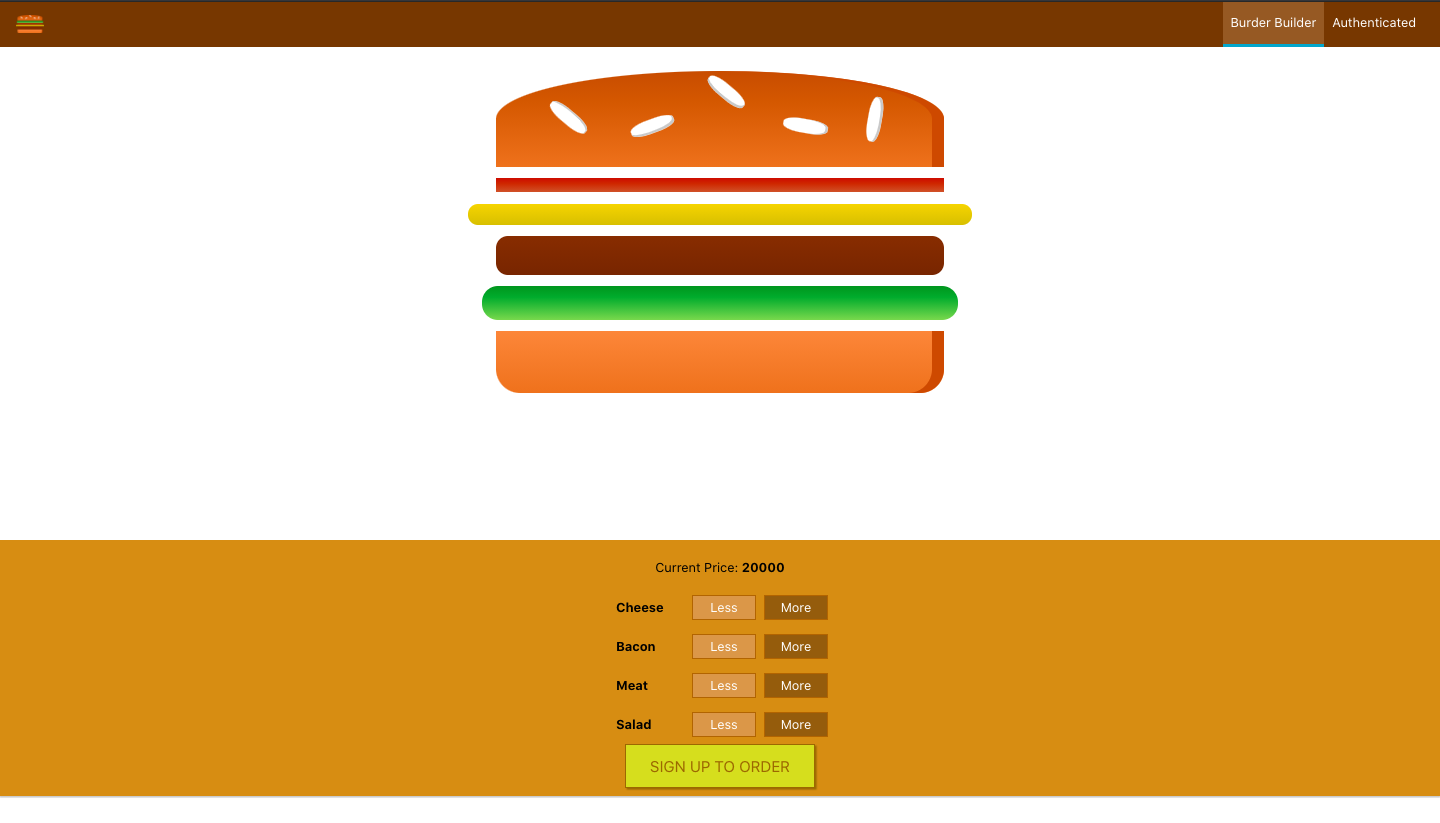 Burder Builder Authenticated
Current Price: 20000
Cheese Less More
Bacon Less More
Meat Less More
Salad Less More
SIGN UP TO ORDER